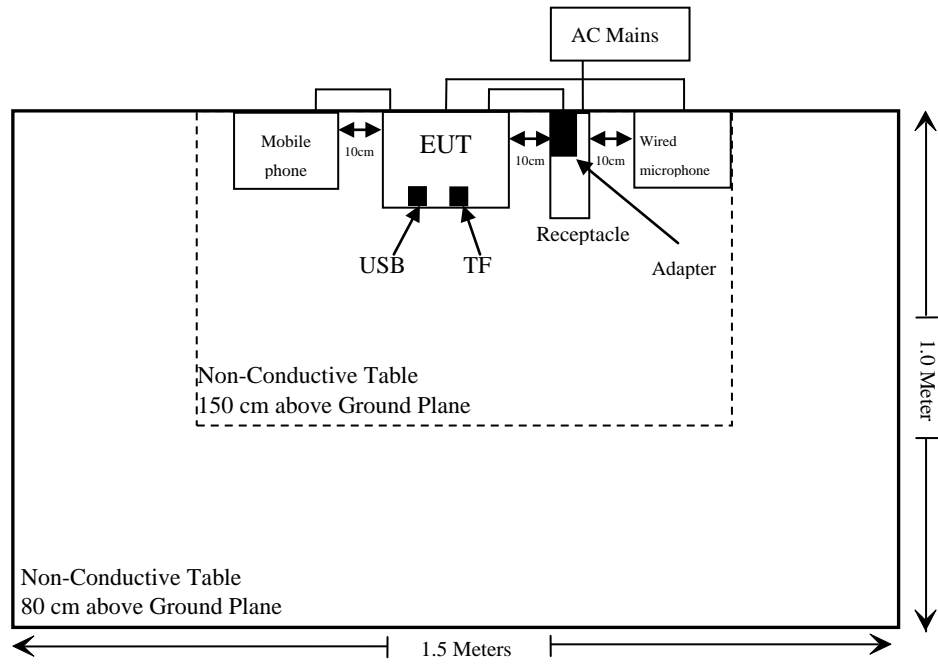 AC Mains
Mobile
phone
10cm
EUT
10cm
10cm
Wired
microphone
USB
TF
Receptacle
Adapter
Non-Conductive Table
150 cm above Ground Plane
1.0 Meter
Non-Conductive Table
80 cm above Ground Plane
1.5 Meters